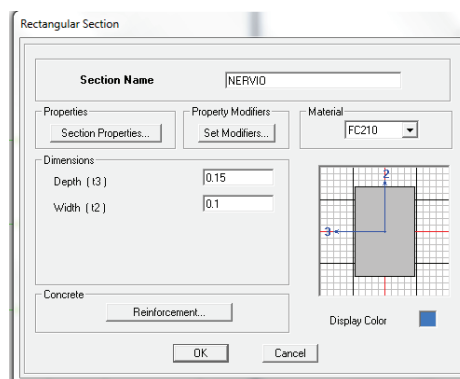 Rectangular Section
Section Name NERVIO
Properties Property Modifiers Material
Section Properties... Set Modifiers... FC210
Dimensions
Depth ( t3 ) 0.15
Width ( t2 ) 0.1
2
3
Concrete
Reinforcement...
Display Color
OK Cancel